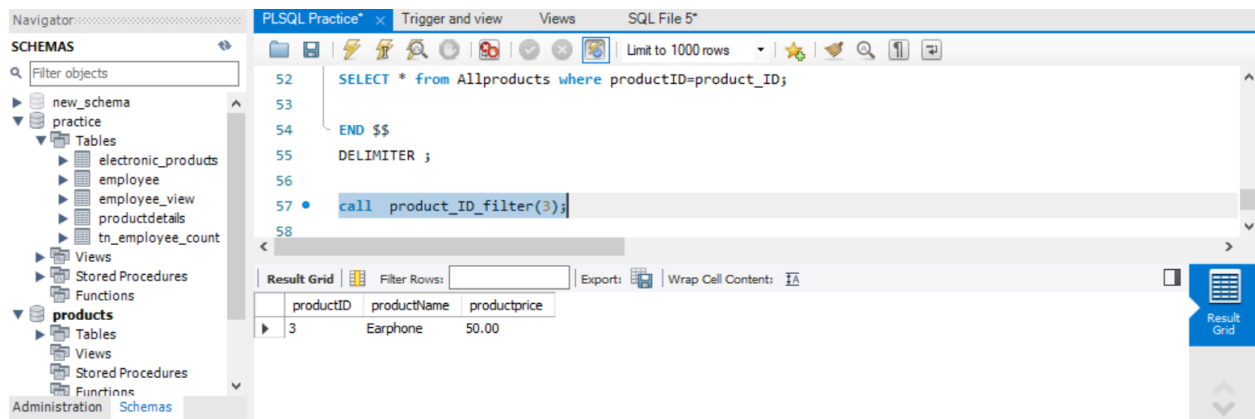 Navigator
PLSQL Practice* Trigger and view Views SQL File 5*
SCHEMAS
Filter objects
new_schema
practice
Tables
electronic_products
employee
employee_view
productdetails
tn_employee_count
Views
Stored Procedures
Functions
products
Tables
Views
Stored Procedures
Functions
Administration Schemas
Limit to 1000 rows
52 SELECT * from Allproducts where productID=product_ID;
53
54 END $$
55 DELIMITER ;
56
57 call product_ID_filter(3);
58
Result Grid Filter Rows: Export: Wrap Cell Content: IA
productID productName productprice
3 Earphone 50.00
Result
Grid